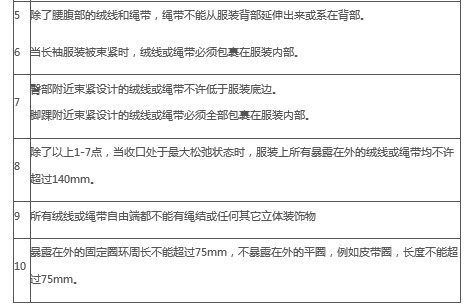 5 除了腰腹部的绒线和绳带，绳带不能从服装背部延伸出来或系在背部。
6 当长袖服装被束紧时，绒线或绳带必须包裹在服装内部。
7 臀部附近束紧设计的绒线或绳带不许低于服装底边。
脚踝附近束紧设计的绒线或绳带必须全部包裹在服装内部。
8 除了以上1-7点，当收口处于最大松弛状态时，服装上所有暴露在外的绒线或绳带均不许
超过140mm。
9 所有绒线或绳带自由端都不能有绳结或任何其它立体装饰物
10 暴露在外的固定圈环周长不能超过75mm，不暴露在外的平圈，例如皮带圈，长度不能超
过75mm。